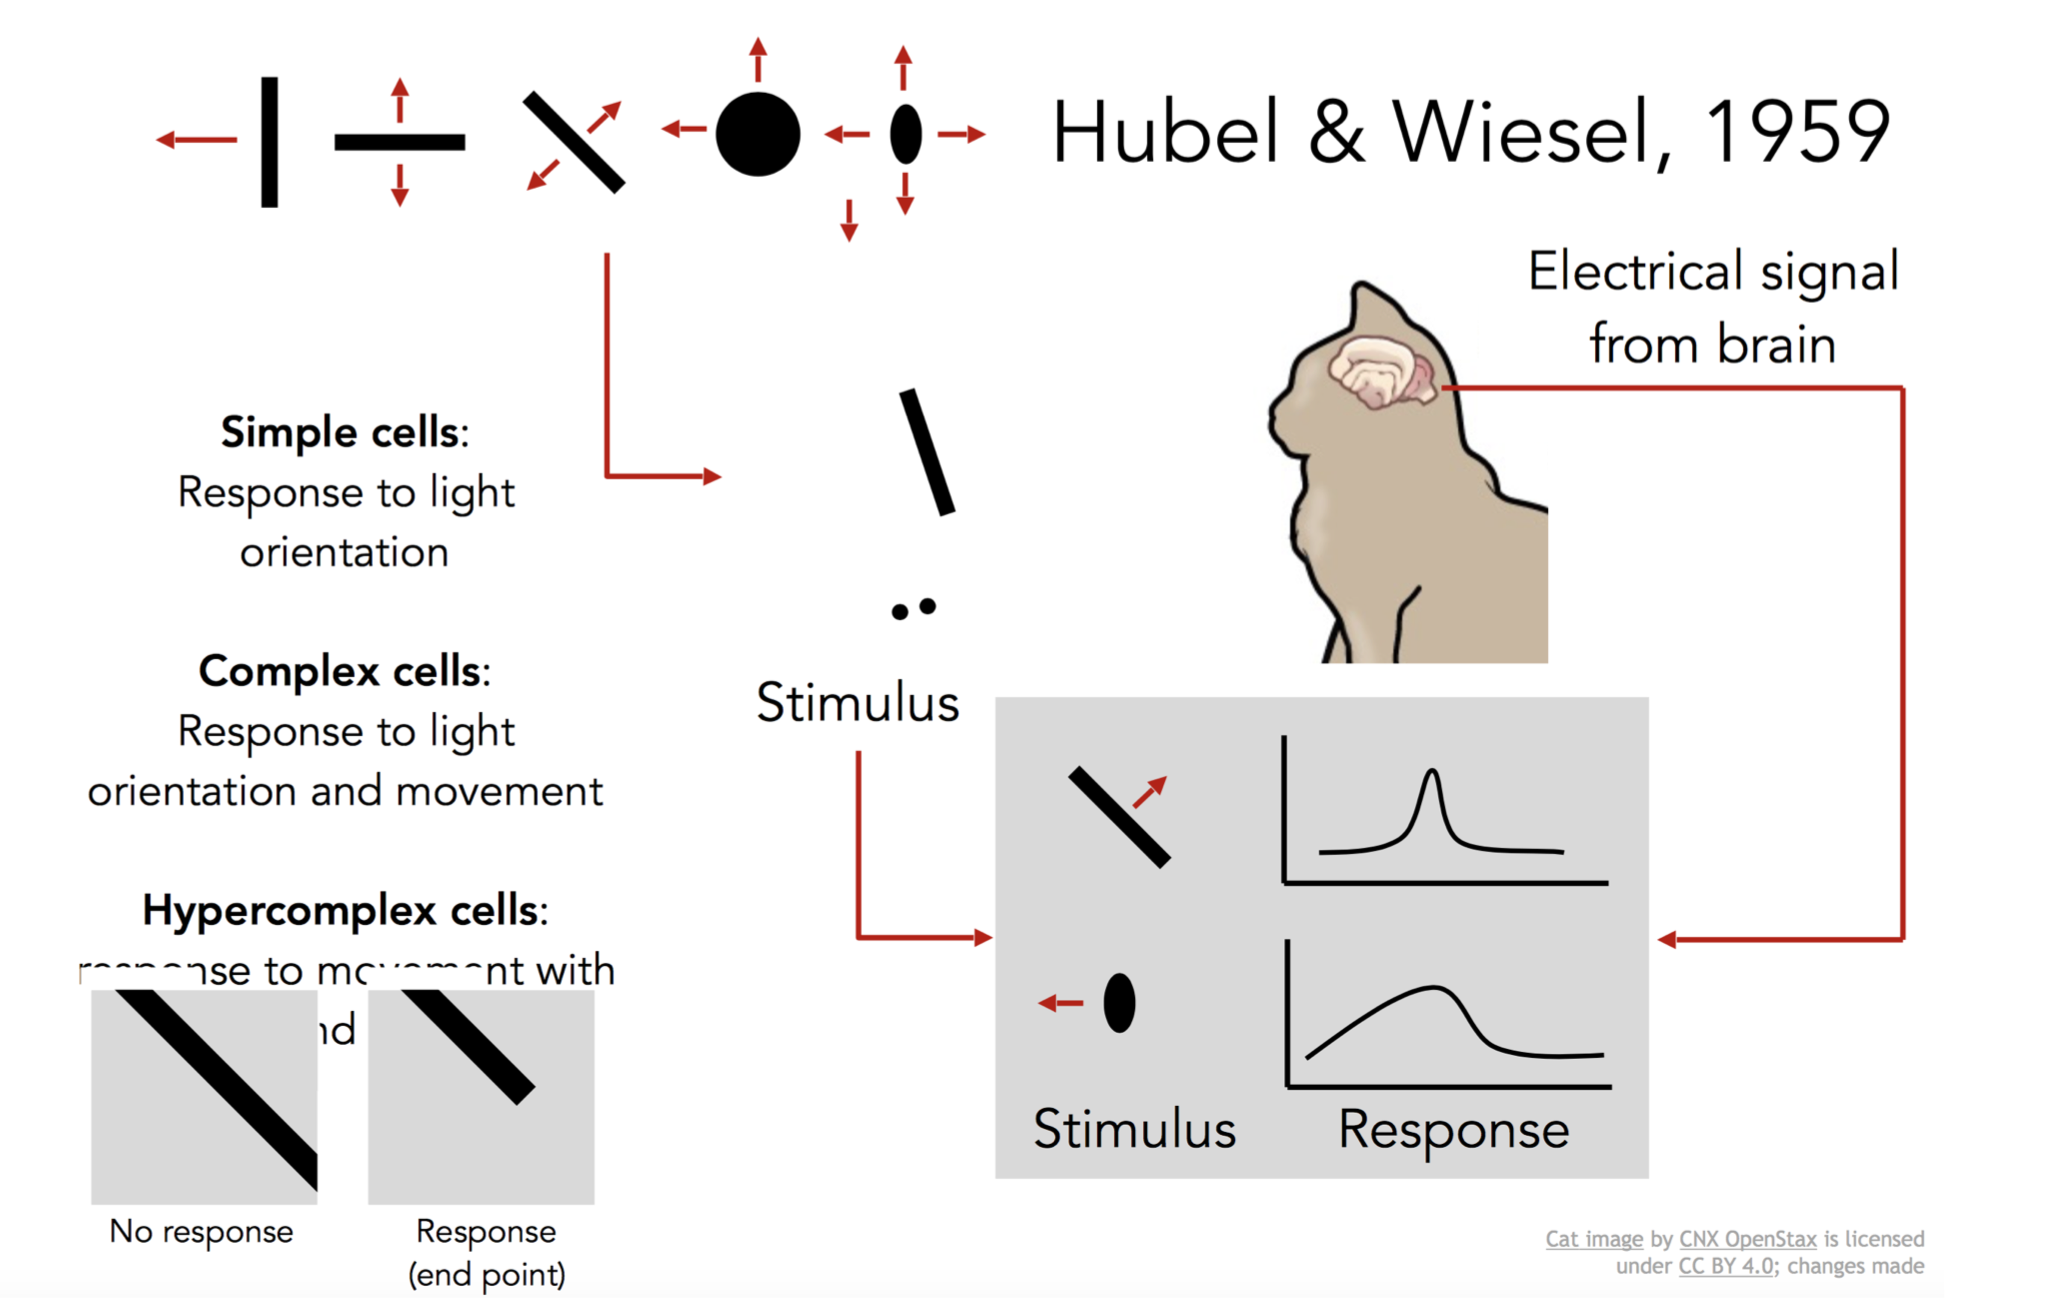 Hubel & Wiesel, 1959
Electrical signal
from brain
Simple cells:
Response to light
orientation
Complex cells:
Response to light
orientation and movement
Hypercomplex cells:
to with
Stimulus
Stimulus Response
No response
Response
(end point)
Cat image by CNX OpenStax is licensed
under CC BY 4.0; changes made